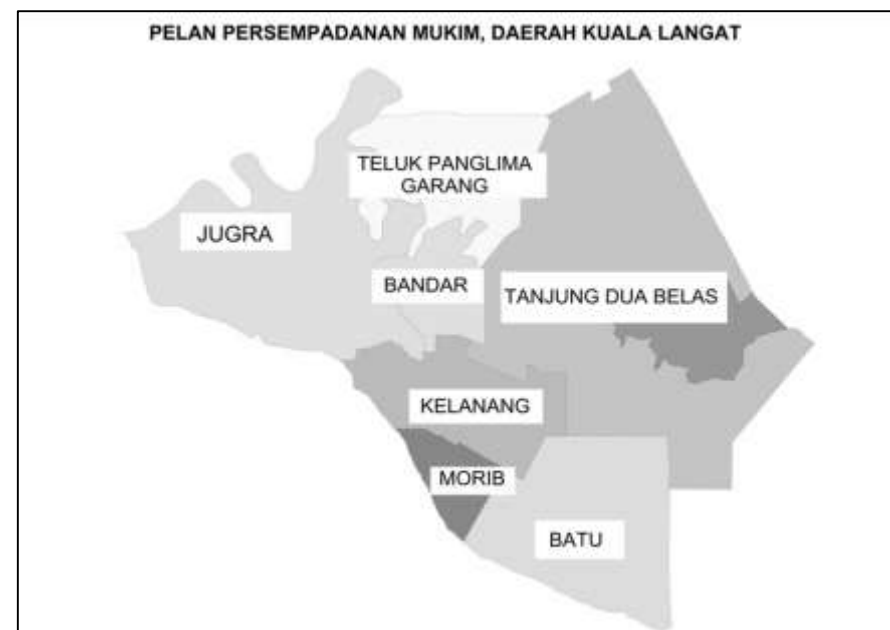 PELAN PERSEMPADANAN MUKIM, DAERAH KUALA LANGAT
TELUK PANGLIMA
GARANG
JUGRA
BANDAR
TANJUNG DUA BELAS
KELANANG
MORIB
BATU